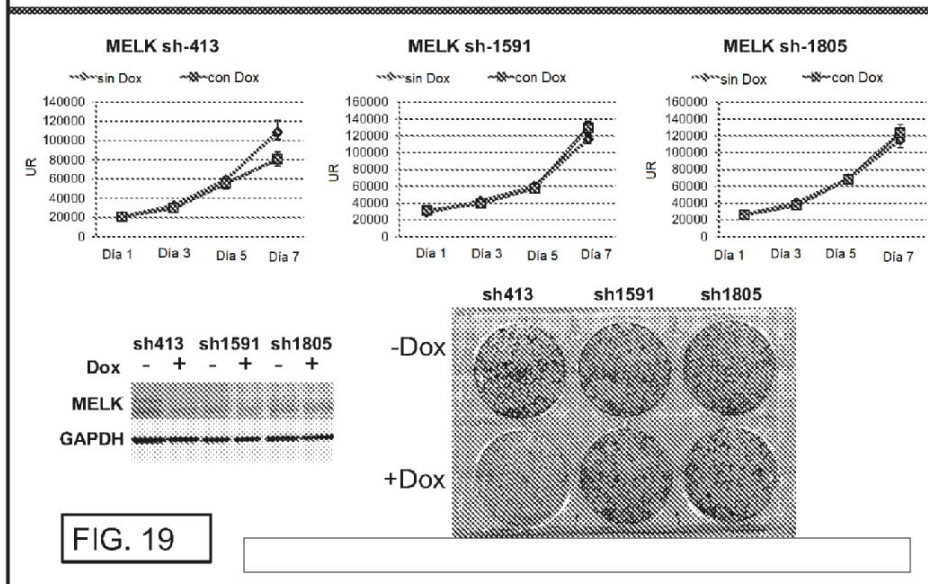 MELK sh-413
sin Dox con Dox
140000
120000
100000
80000
60000
40000
20000
0
UR
Día 1 Día 3 Día 5 Día 7
MELK sh-1591
sin Dox con Dox
160000
140000
120000
100000
80000
60000
40000
20000
0
UR
Día 1 Día 3 Día 5 Día 7
MELK sh-1805
sin Dox con Dox
160000
140000
120000
100000
80000
60000
40000
20000
0
UR
Día 1 Día 3 Día 5 Día 7
sh413 sh1591 sh1805
Dox - + - + - +
MELK
GAPDH
sh413 sh1591 sh1805
-Dox
+Dox
FIG. 19